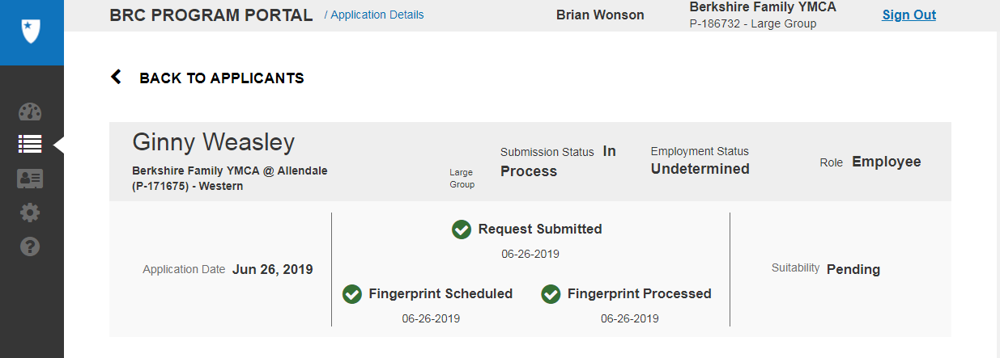 BRC PROGRAM PORTAL / Application Details Brian Wonson Berkshire Family YMCA Sign Out
P-186732 - Large Group
BACK TO APPLICANTS
Ginny Weasley
Berkshire Family YMCA @ Allendale
(P-171675) - Western
Large
Group
Submission Status In
Process
Employment Status
Undetermined
Role Employee
Application Date Jun 26, 2019
Request Submitted
06-26-2019
Fingerprint Scheduled
06-26-2019
Fingerprint Processed
06-26-2019
Suitability Pending